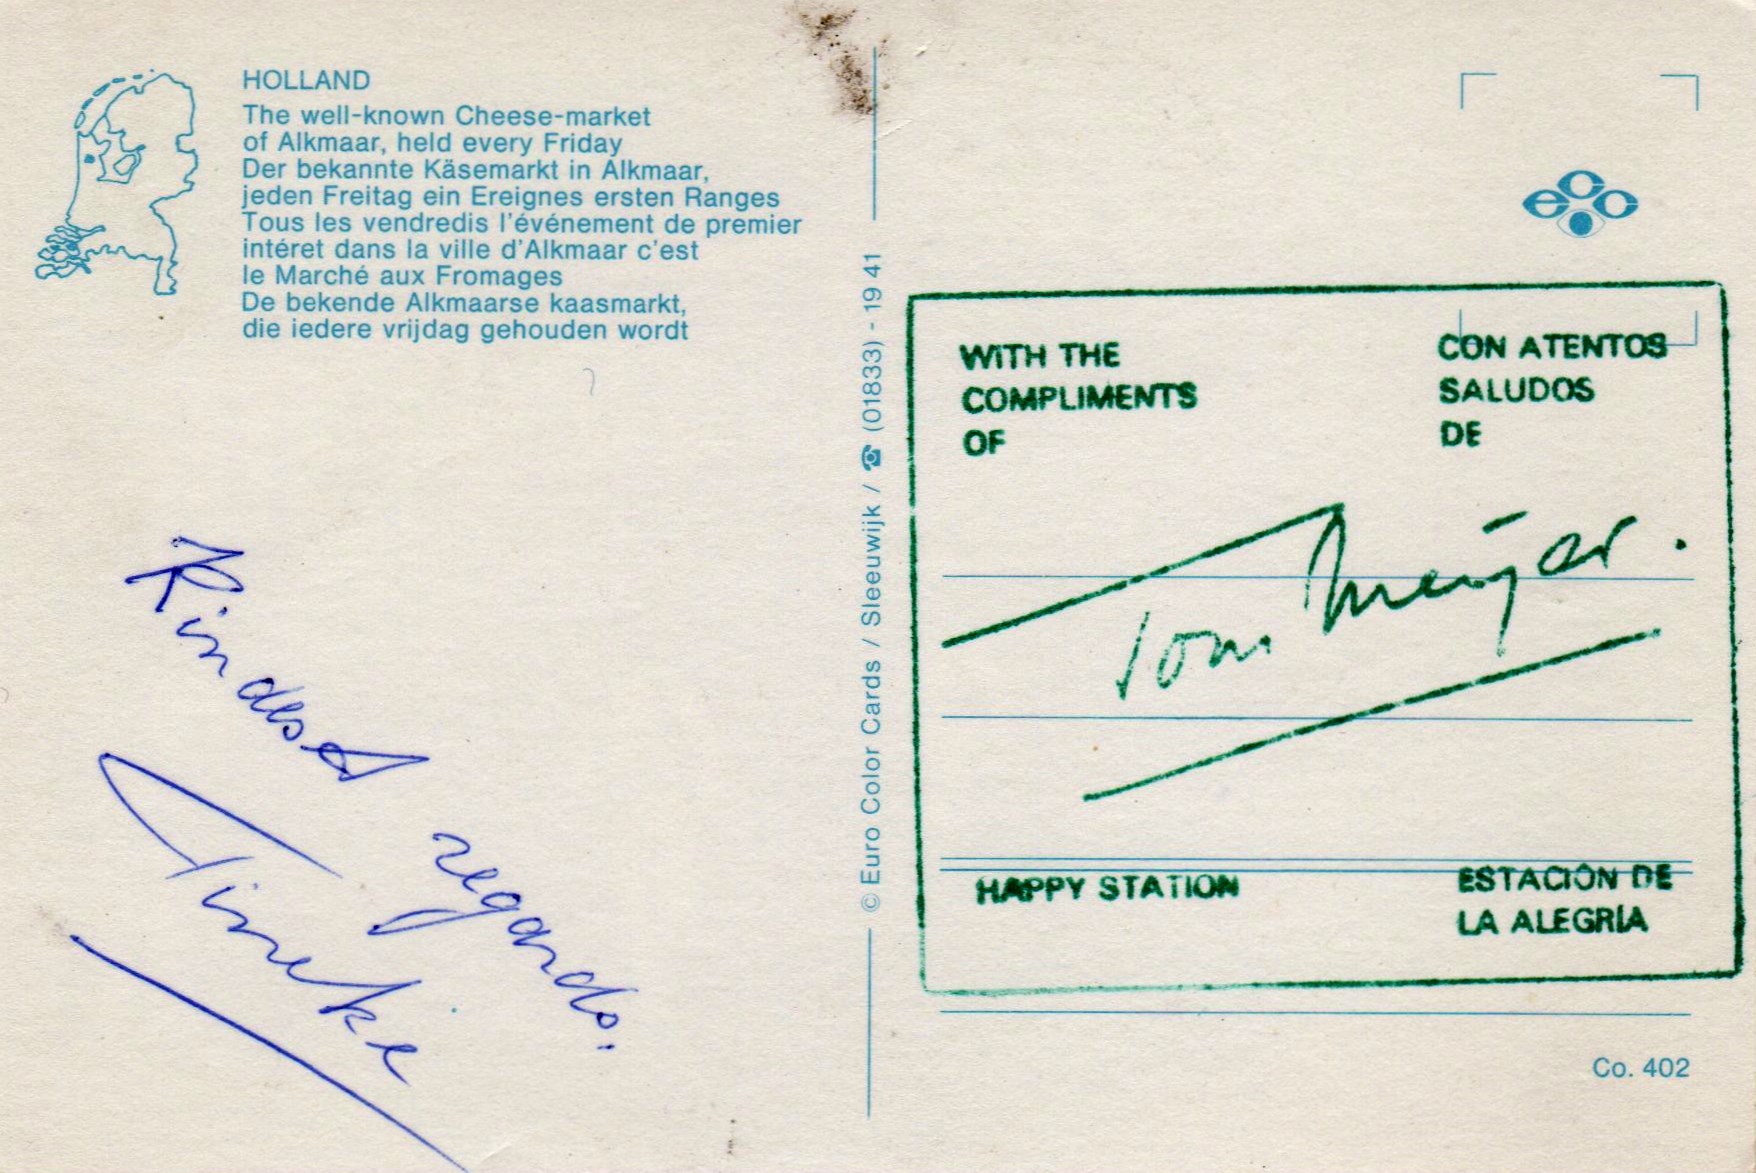 HOLLAND
The well-known Cheese-market
of Alkmaar, held every Friday
Der bekannte Käsemarkt in Alkmaar,
jeden Freitag ein Ereignes ersten Ranges
Tous les vendredis l'événement de premier
intéret dans la ville d'Alkmaar c'est
le Marché aux Fromages
De bekende Alkmaarse kaasmarkt,
die iedere vrijdag gehouden wordt
Kindest regards.
Tineke
© Euro Color Cards / Sleeuwijk / ☎ (01833) - 19 41
eco
WITH THE
COMPLIMENTS
OF
CON ATENTOS
SALUDOS
DE
Tom Meijer.
HAPPY STATION
ESTACIÓN DE
LA ALEGRÍA
Co. 402